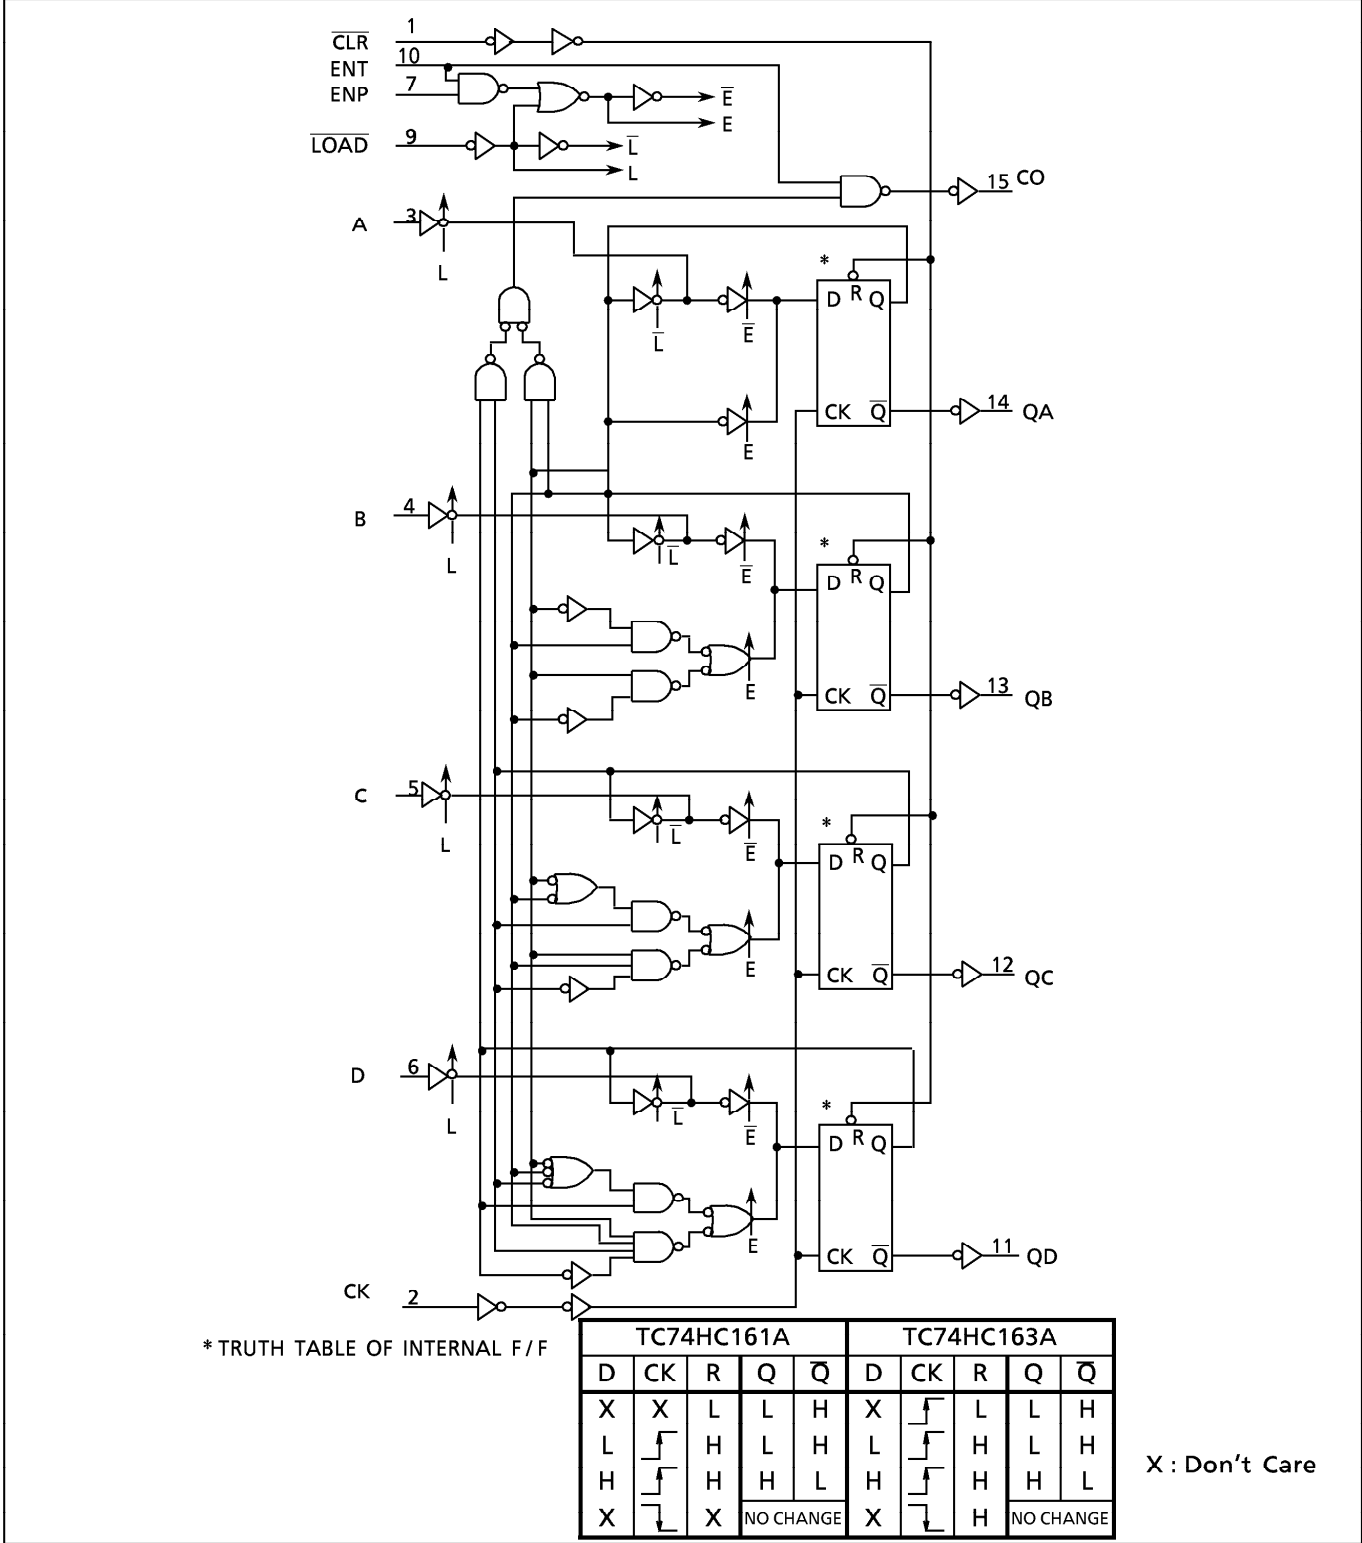 C̅L̅R̅ 1
ENT 10
ENP 7
E̅
E
L̅O̅A̅D̅ 9
L̅
L
15 CO
A 3
L
*
D R Q
L̅
E̅
CK Q̅ 14 QA
E
B 4
L
*
L̅
E̅
D R Q
E
CK Q̅ 13 QB
C 5
L
*
L̅
E̅
D R Q
E
CK Q̅ 12 QC
D 6
L
*
L̅
E̅
D R Q
E
CK Q̅ 11 QD
CK 2
* TRUTH TABLE OF INTERNAL F/F
TC74HC161A TC74HC163A
D CK R Q Q̅ D CK R Q Q̅
X X L L H X L L H
L H L H L H L H
H H H L H H H L
X X NO CHANGE X H NO CHANGE
X : Don't Care